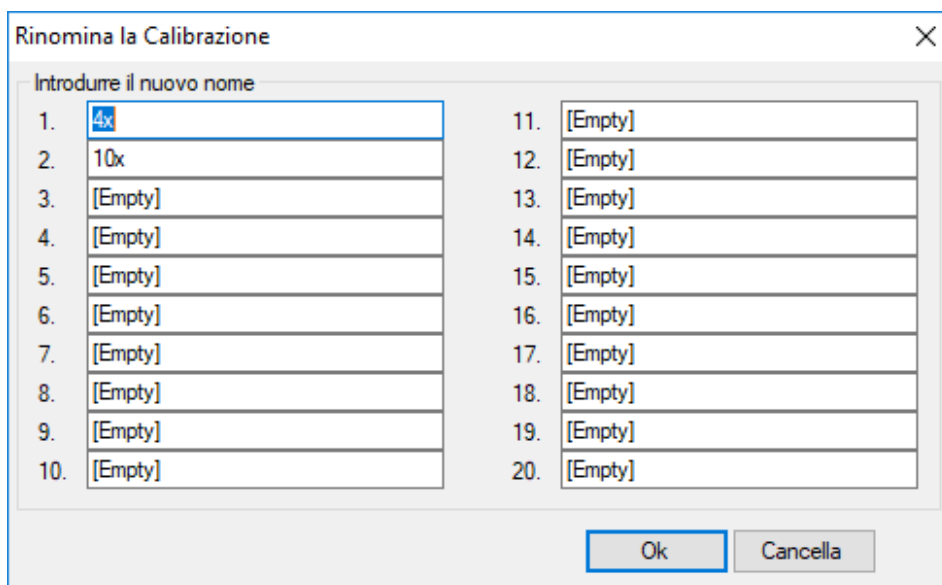 Rinomina la Calibrazione
Introdurre il nuovo nome
1. 4x
2. 10x
3. [Empty]
4. [Empty]
5. [Empty]
6. [Empty]
7. [Empty]
8. [Empty]
9. [Empty]
10. [Empty]
11. [Empty]
12. [Empty]
13. [Empty]
14. [Empty]
15. [Empty]
16. [Empty]
17. [Empty]
18. [Empty]
19. [Empty]
20. [Empty]
Ok Cancella